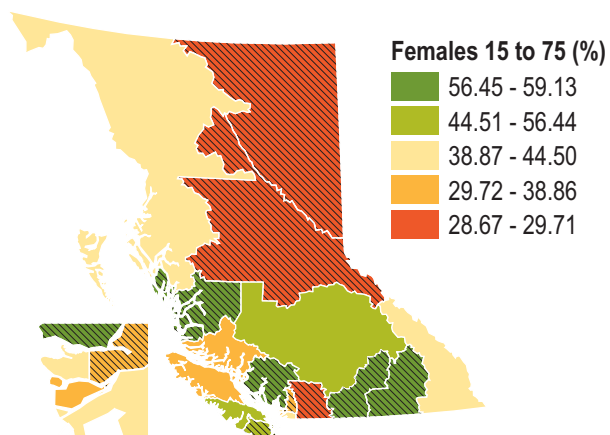 Females 15 to 75 (%)
56.45 - 59.13
44.51 - 56.44
38.87 - 44.50
29.72 - 38.86
28.67 - 29.71